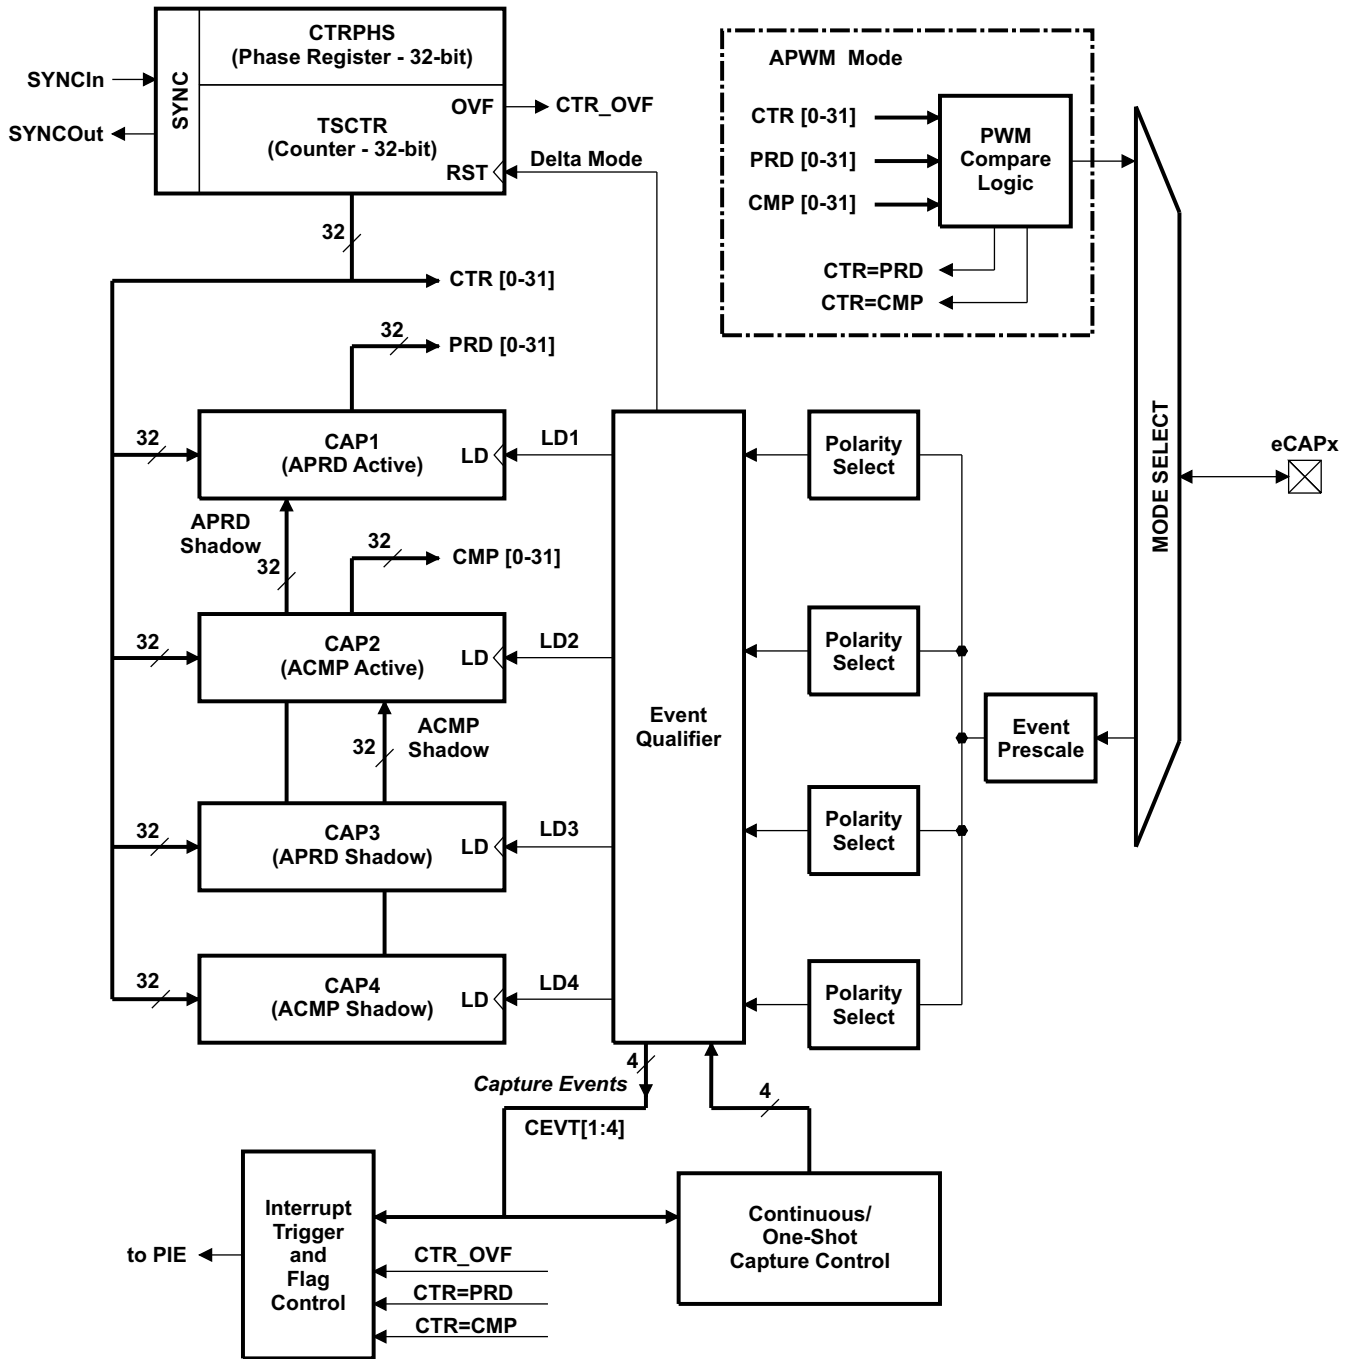 CTRPHS
(Phase Register - 32-bit)
SYNC
SYNCIn
SYNCOut
OVF
CTR_OVF
TSCTR
(Counter - 32-bit)
RST
Delta Mode
32
CTR [0-31]
32
PRD [0-31]
APWM Mode
CTR [0-31]
PRD [0-31]
CMP [0-31]
PWM
Compare
Logic
CTR=PRD
CTR=CMP
MODE SELECT
eCAPx
32
CAP1
(APRD Active)
LD
LD1
Polarity
Select
APRD
Shadow
32
32
CMP [0-31]
32
CAP2
(ACMP Active)
LD
LD2
Polarity
Select
Event
Qualifier
Event
Prescale
ACMP
Shadow
32
32
CAP3
(APRD Shadow)
LD
LD3
Polarity
Select
32
CAP4
(ACMP Shadow)
LD
LD4
Polarity
Select
4
Capture Events
CEVT[1:4]
4
Interrupt
Trigger
and
Flag
Control
to PIE
CTR_OVF
CTR=PRD
CTR=CMP
Continuous/
One-Shot
Capture Control